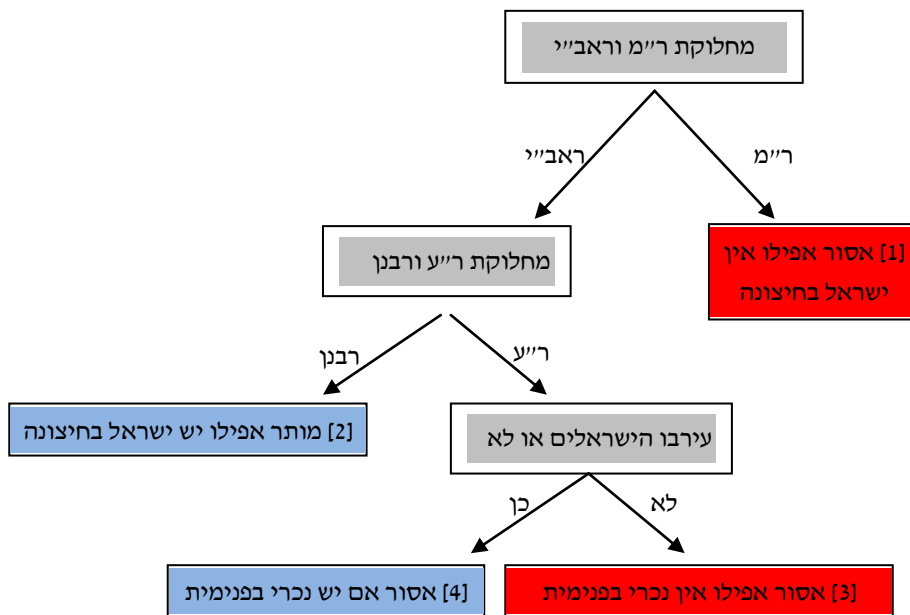 מחלוקת ר״מ וראב״י
ר״מ
ראב״י
[1] אסור אפילו אין
ישראל בחיצונה
מחלוקת ר״ע ורבנן
ר״ע
רבנן
עירבו הישראלים או לא
[2] מותר אפילו יש ישראל בחיצונה
לא
כן
[3] אסור אפילו אין נכרי בפנימית
[4] אסור אם יש נכרי בפנימית